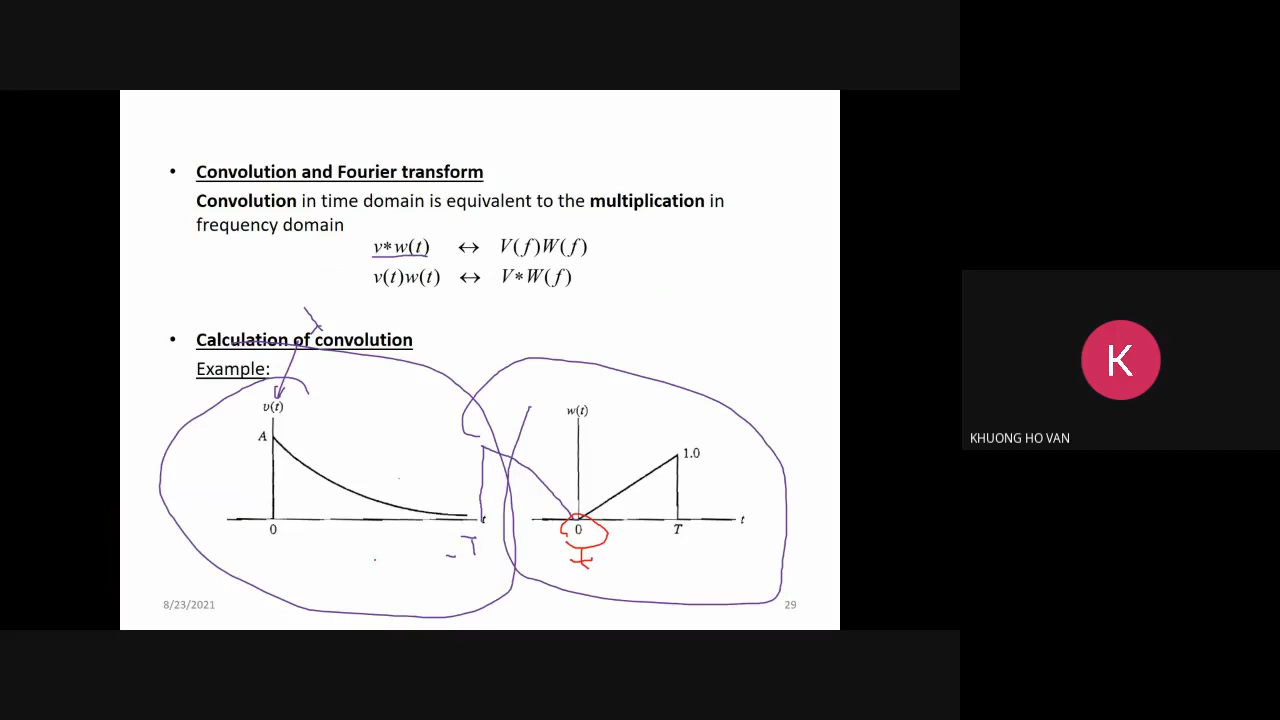 • Convolution and Fourier transform
Convolution in time domain is equivalent to the multiplication in
frequency domain
v*w(t) ↔ V(f)W(f)
v(t)w(t) ↔ V*W(f)
• Calculation of convolution
Example:
λ
v(t)
A
0
t
-T
w(t)
1.0
0
T
t
t
8/23/2021
29
K
KHUONG HO VAN